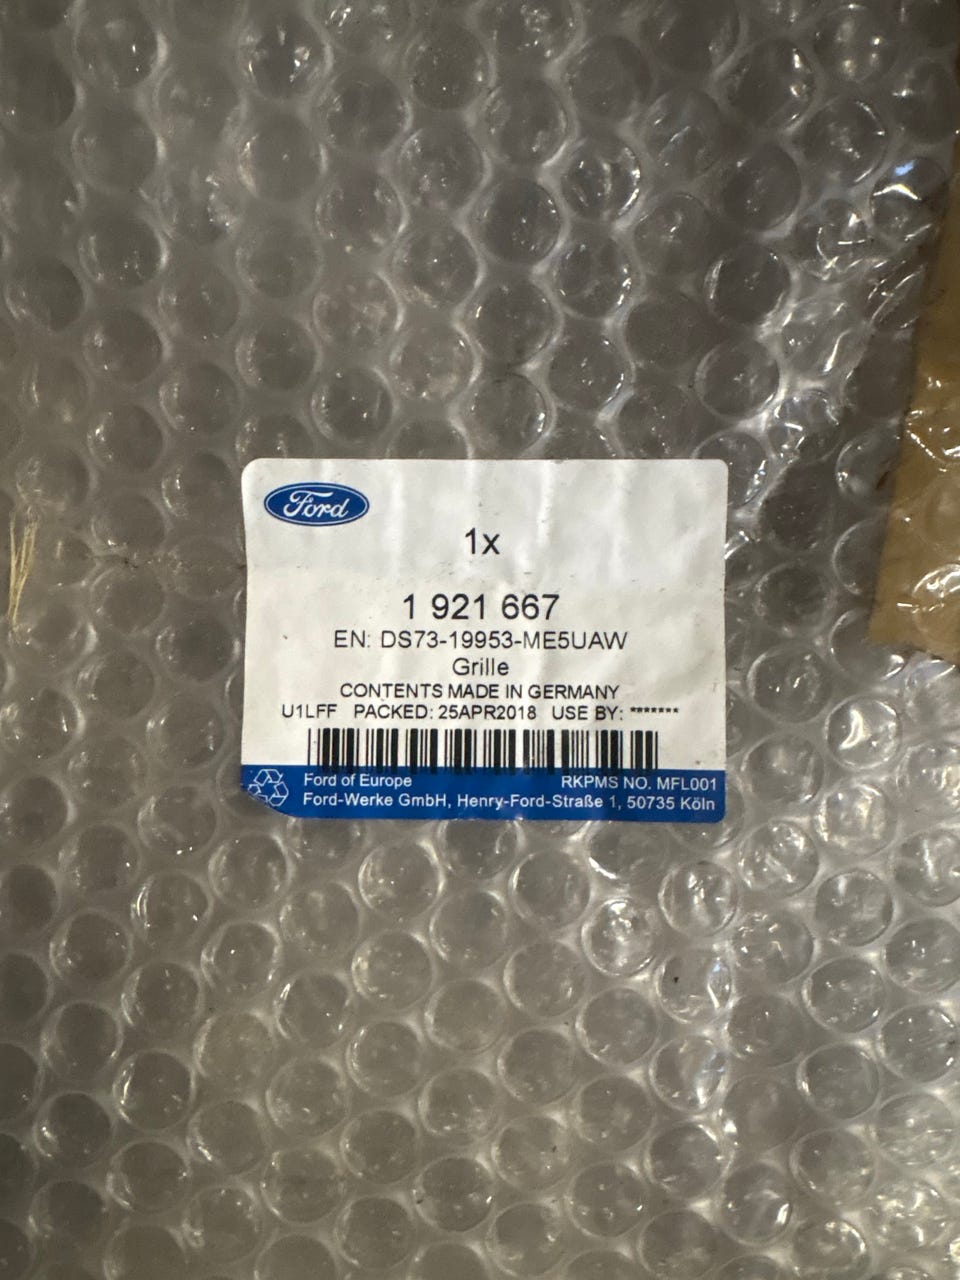 Ford
1x
1 921 667
EN: DS73-19953-ME5UAW
Grille
CONTENTS MADE IN GERMANY
U1LFF PACKED: 25APR2018 USE BY: *******
Ford of Europe RKPMS NO. MFL001
Ford-Werke GmbH, Henry-Ford-Straße 1, 50735 Köln